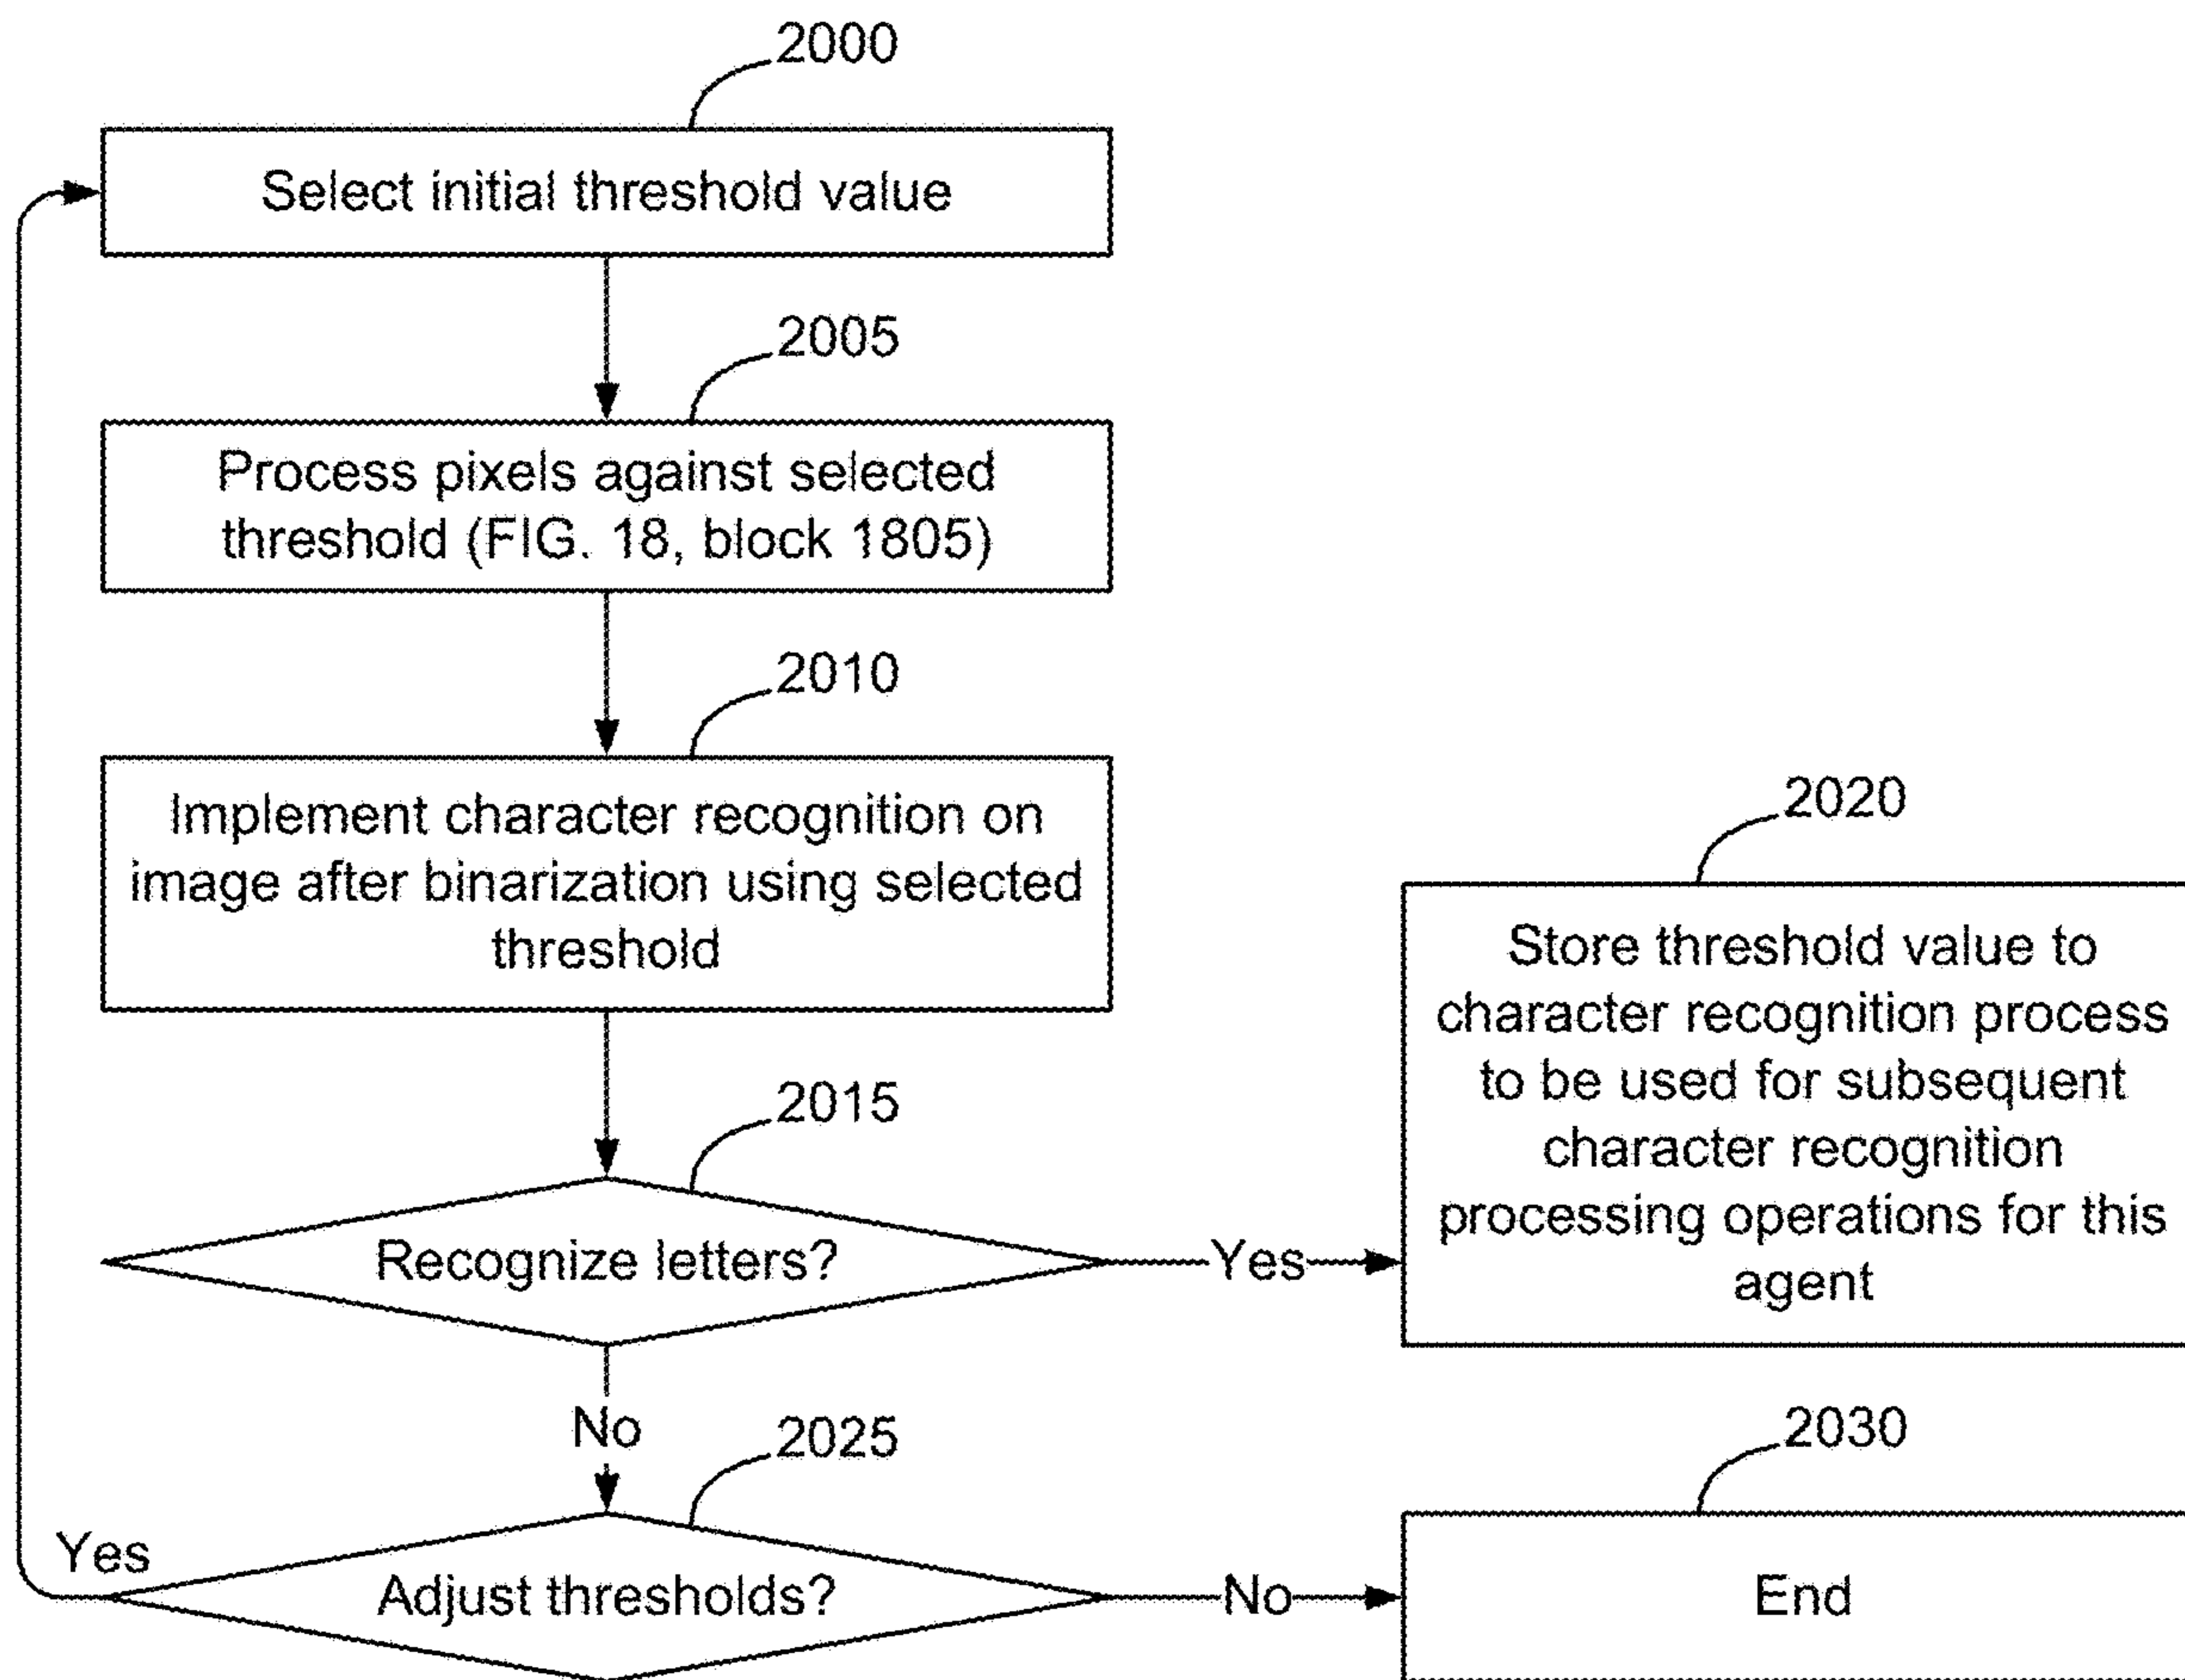 2000
Select initial threshold value
2005
Process pixels against selected
threshold (FIG. 18, block 1805)
2010
Implement character recognition on
image after binarization using selected
threshold
2015
Recognize letters?
Yes
2020
Store threshold value to
character recognition process
to be used for subsequent
character recognition
processing operations for this
agent
No
2025
Adjust thresholds?
Yes
No
2030
End